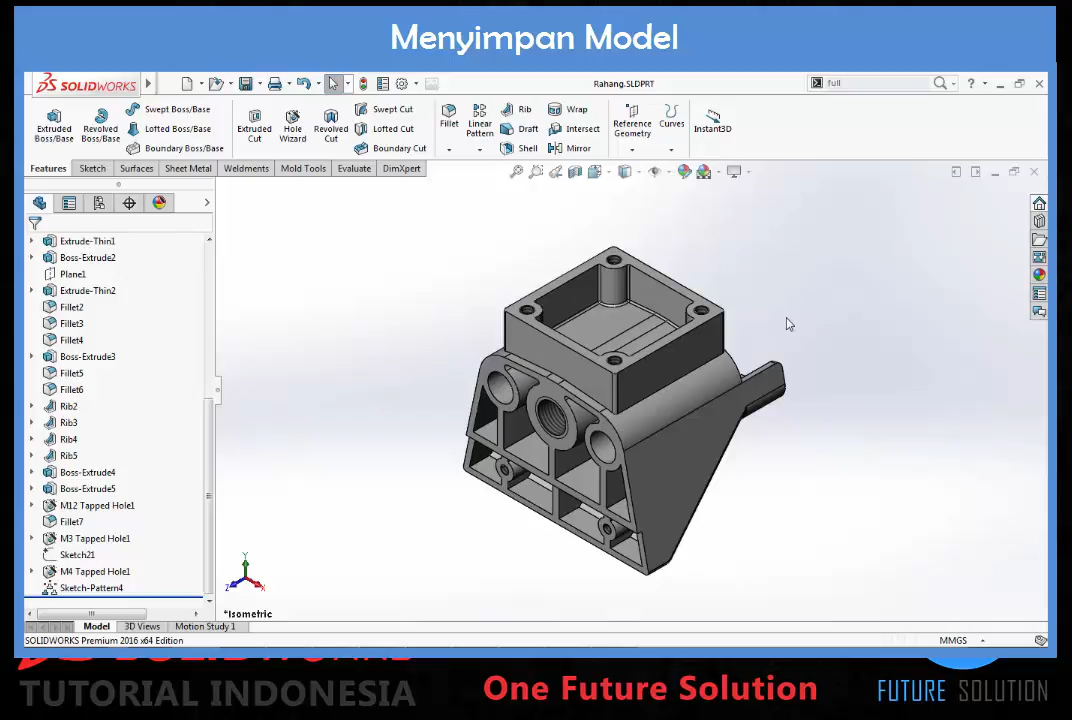 Menyimpan Model
SOLIDWORKS
Rahang.SLDPRT
full
Extruded Boss/Base
Revolved Boss/Base
Swept Boss/Base
Lofted Boss/Base
Boundary Boss/Base
Extruded Cut
Hole Wizard
Revolved Cut
Swept Cut
Lofted Cut
Boundary Cut
Fillet
Linear Pattern
Rib
Draft
Shell
Wrap
Intersect
Mirror
Reference Geometry
Curves
Instant3D
Features
Sketch
Surfaces
Sheet Metal
Weldments
Mold Tools
Evaluate
DimXpert
Extrude-Thin1
Boss-Extrude2
Plane1
Extrude-Thin2
Fillet2
Fillet3
Fillet4
Boss-Extrude3
Fillet5
Fillet6
Rib2
Rib3
Rib4
Rib5
Boss-Extrude4
Boss-Extrude5
M12 Tapped Hole1
Fillet7
M3 Tapped Hole1
Sketch21
M4 Tapped Hole1
Sketch-Pattern4
Y
Z
X
*Isometric
Model
3D Views
Motion Study 1
SOLIDWORKS Premium 2016 x64 Edition
MMGS
TUTORIAL INDONESIA
One Future Solution
FUTURE SOLUTION